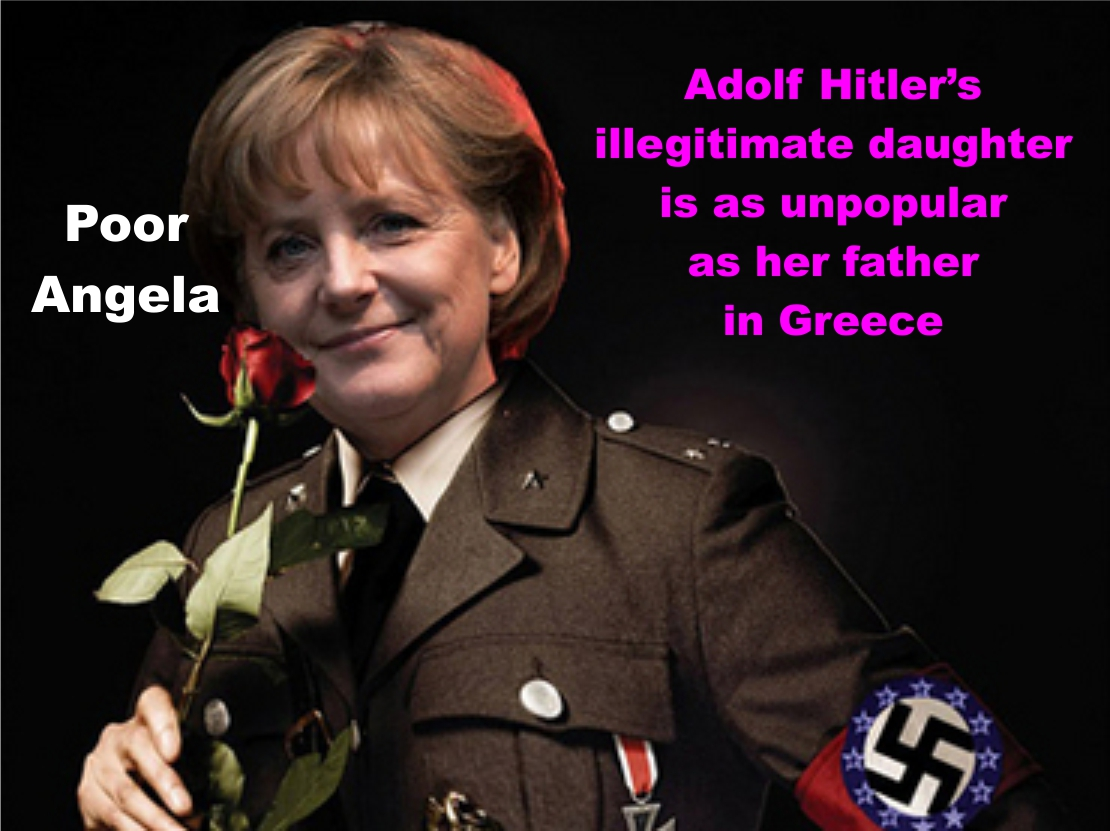 Poor
Angela
Adolf Hitler’s
illegitimate daughter
is as unpopular
as her father
in Greece